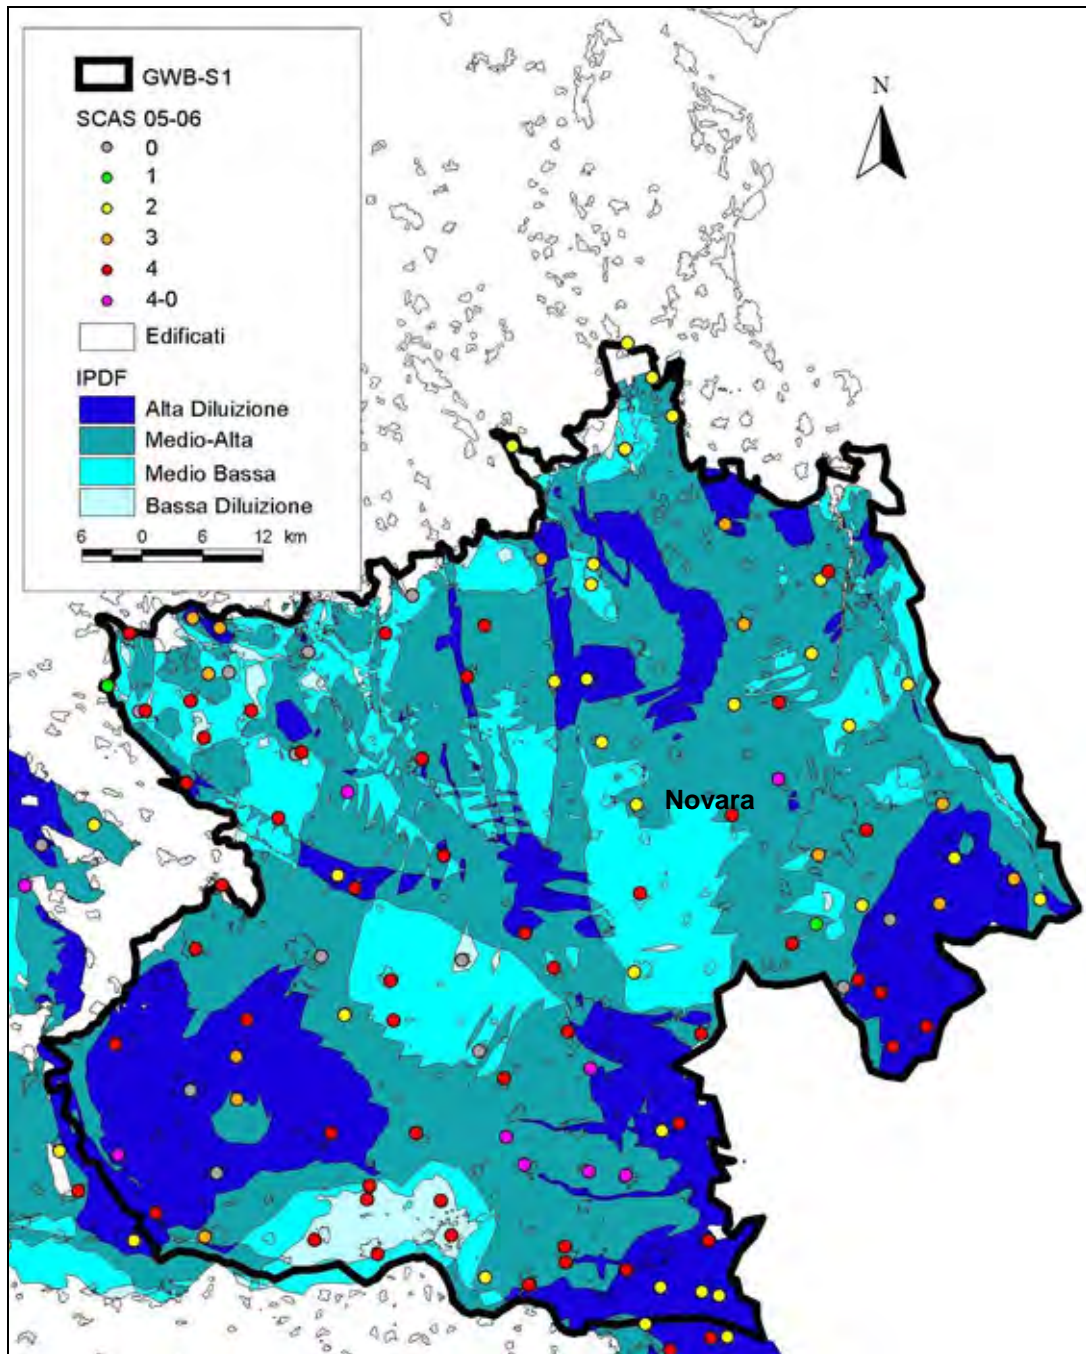 GWB-S1
SCAS 05-06
0
1
2
3
4
4-0
Edificati
IPDF
Alta Diluizione
Medio-Alta
Medio Bassa
Bassa Diluizione
6 0 6 12 km
N
Novara